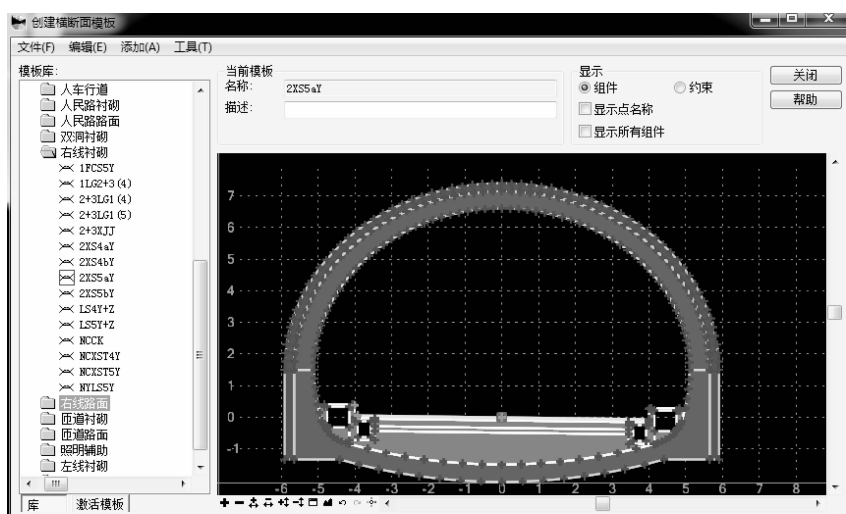 创建横断面模板
文件(F) 编辑(E) 添加(A) 工具(T)
模板库:
人车行道
人民路衬砌
人民路路面
双洞衬砌
右线衬砌
1FCS5Y
1LG2+3(4)
2+3LG1(4)
2+3LG1(5)
2+3XJJ
2XS4aY
2XS4bY
2XS5aY
2XS5bY
LS4Y+Z
LS5Y+Z
NCCK
NCXST4Y
NCXST5Y
NYLS5Y
右线路面
匝道衬砌
匝道路面
照明辅助
左线衬砌
库 激活模板
当前模板
名称: 2XS5aY
描述:
显示
组件 约束
显示点名称
显示所有组件
关闭
帮助
7
6
5
4
3
2
1
0
-1
-6 -5 -4 -3 -2 -1 0 1 2 3 4 5 6 7 8